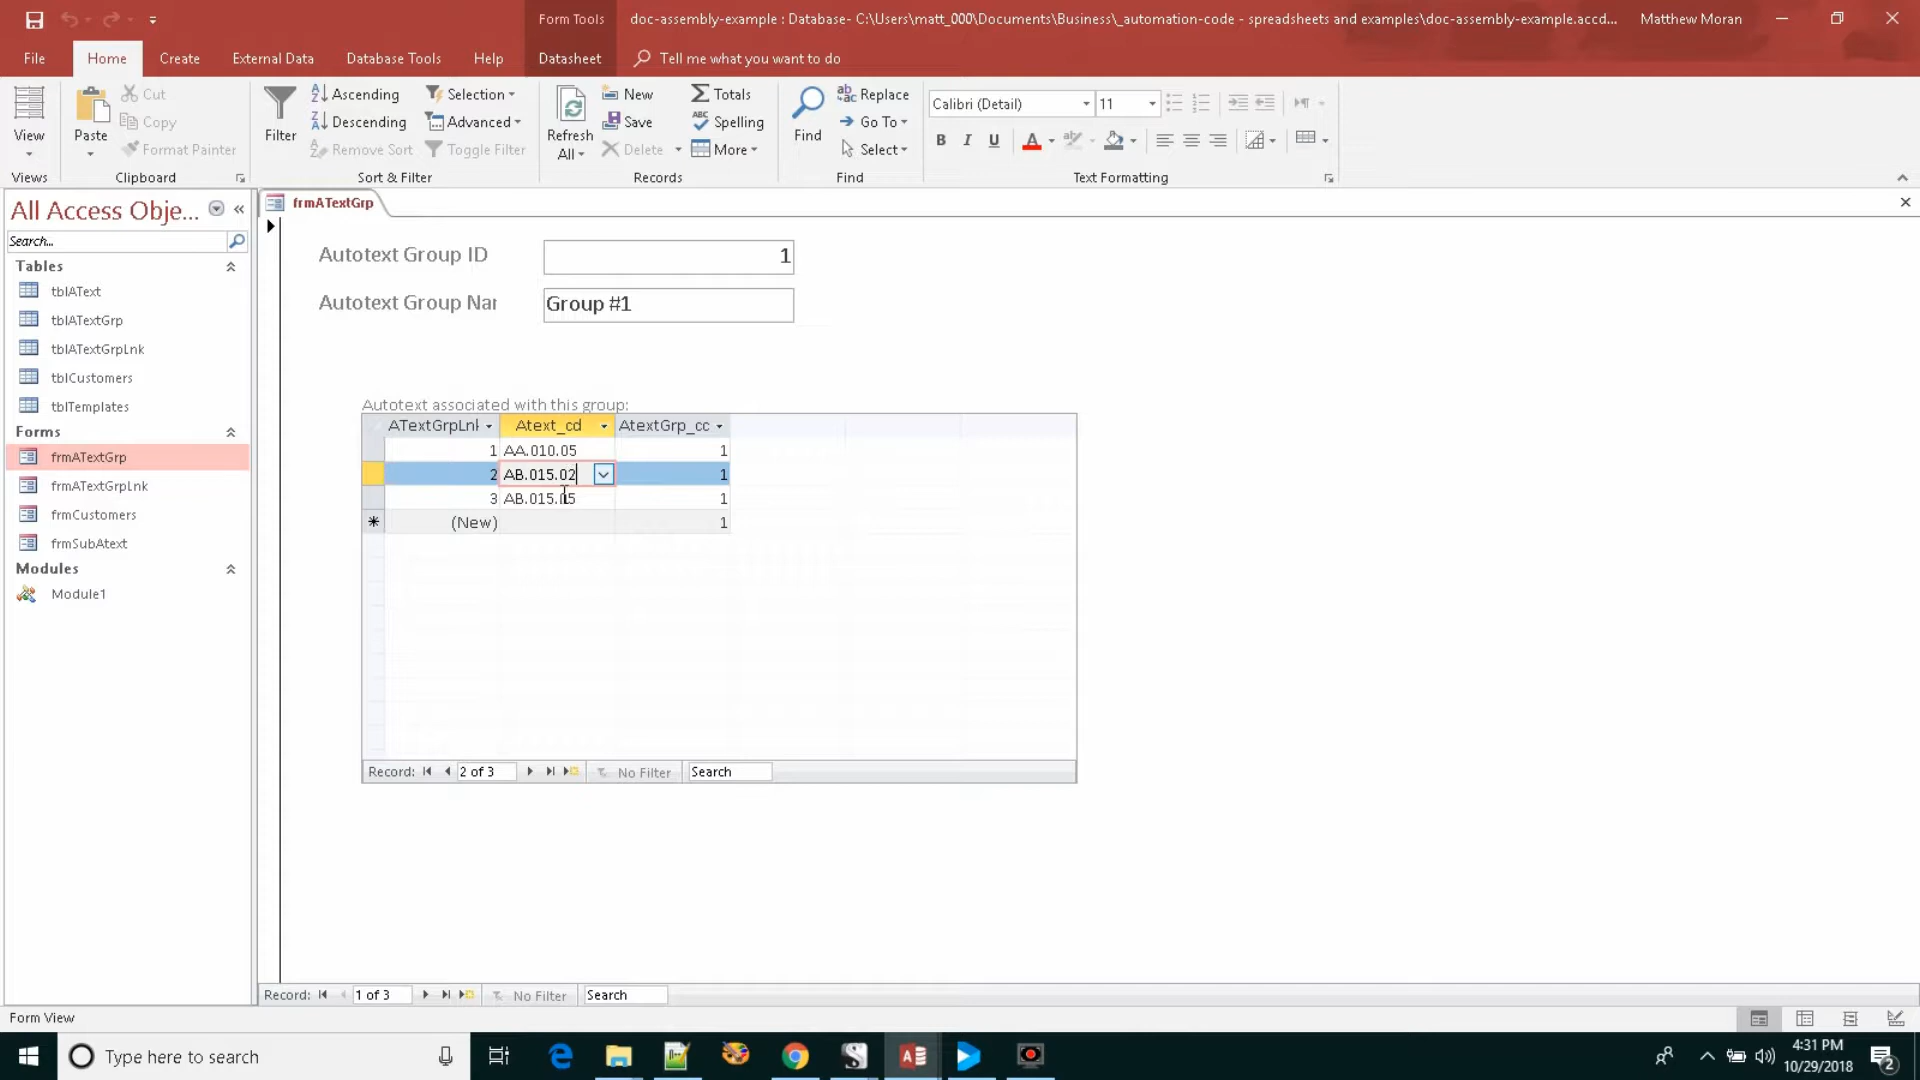 Form Tools
doc-assembly-example : Database- C:\Users\matt_000\Documents\Business\_automation-code - spreadsheets and examples\doc-assembly-example.accd...
Matthew Moran
File Home Create External Data Database Tools Help Datasheet Tell me what you want to do
View
Views
Paste
Cut
Copy
Format Painter
Clipboard
Filter
Ascending
Descending
Remove Sort
Selection
Advanced
Toggle Filter
Sort & Filter
Refresh
All
New
Save
Delete
Totals
Spelling
More
Records
Find
Replace
Go To
Select
Find
Calibri (Detail) 11
B I U A
Text Formatting
All Access Obje...
Search...
Tables
tblAText
tblATextGrp
tblATextGrpLnk
tblCustomers
tblTemplates
Forms
frmATextGrp
frmATextGrpLnk
frmCustomers
frmSubAtext
Modules
Module1
frmATextGrp
Autotext Group ID 1
Autotext Group Nar Group #1
Autotext associated with this group:
ATextGrpLnk Atext_cd AtextGrp_cc
1 AA.010.05 1
2 AB.015.02 1
3 AB.015.05 1
(New) 1
Record: 2 of 3 No Filter Search
Record: 1 of 3 No Filter Search
Form View
Type here to search
4:31 PM
10/29/2018
2